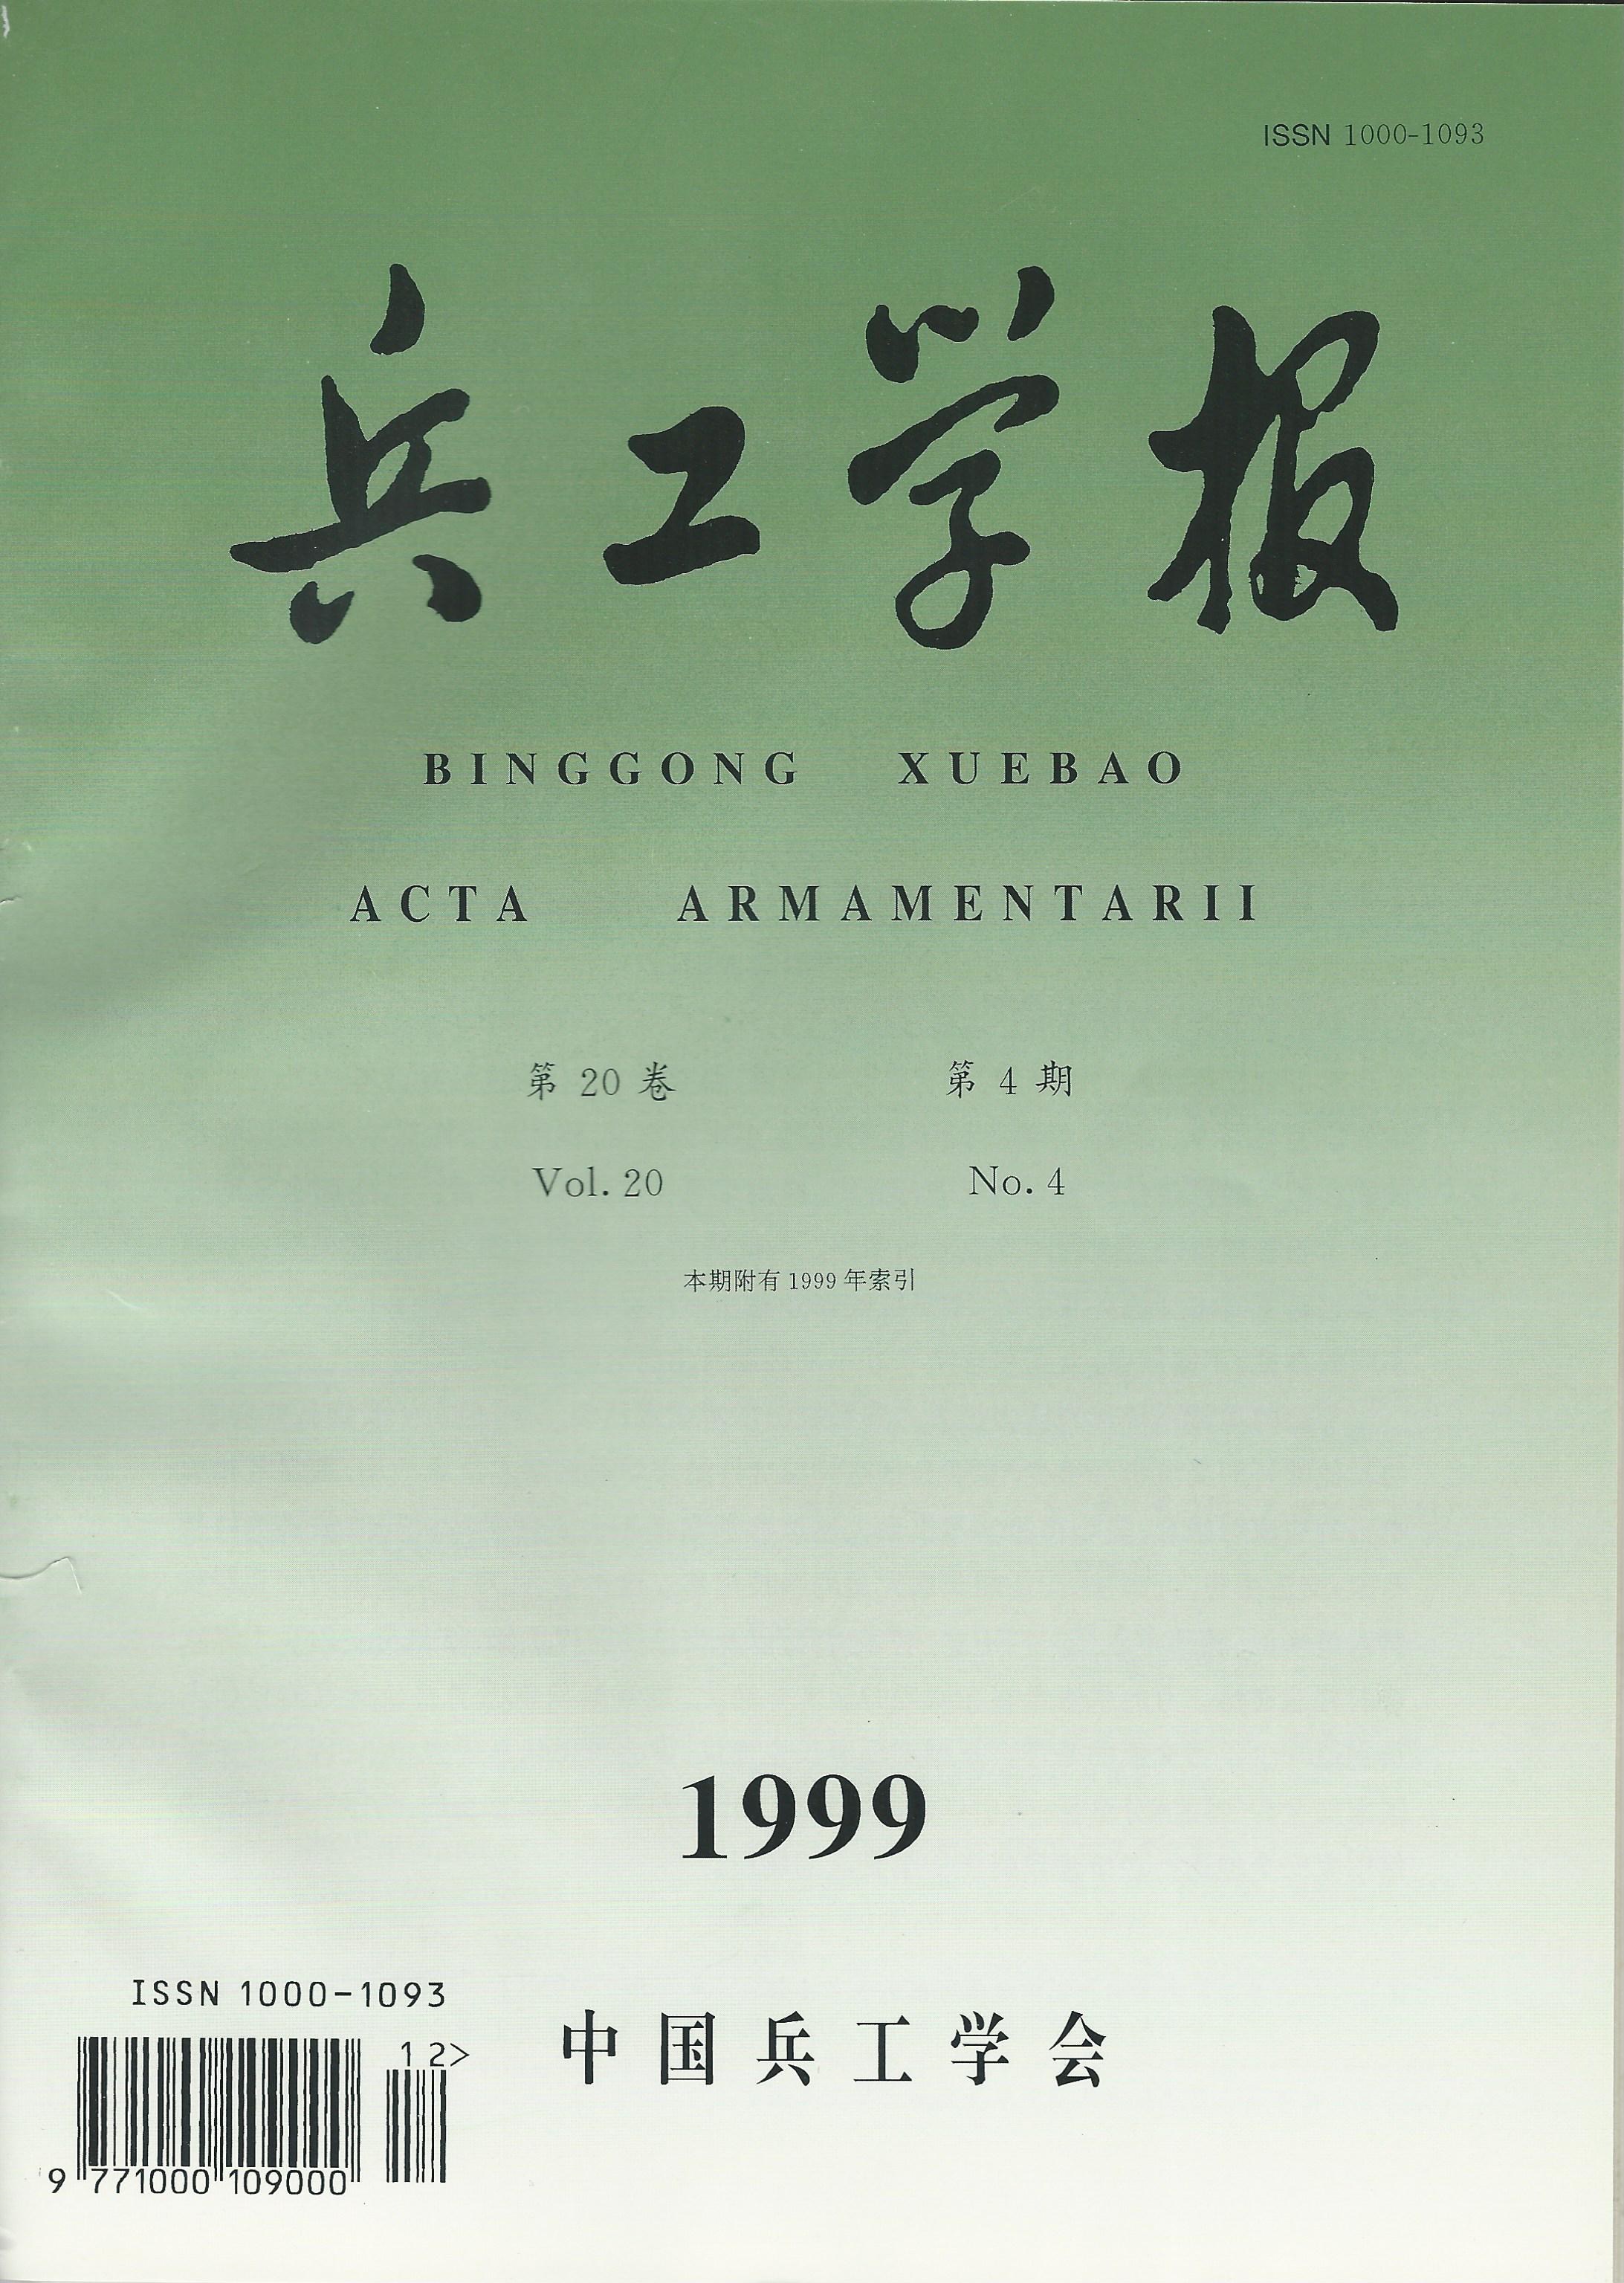 ISSN 1000-1093
兵工学报
BINGGONG XUEBAO
ACTA ARMAMENTARII
第 20 卷 第 4 期
Vol. 20 No. 4
本期附有 1999 年索引
1999
ISSN 1000-1093
12>
9 771000 109000
中国兵工学会